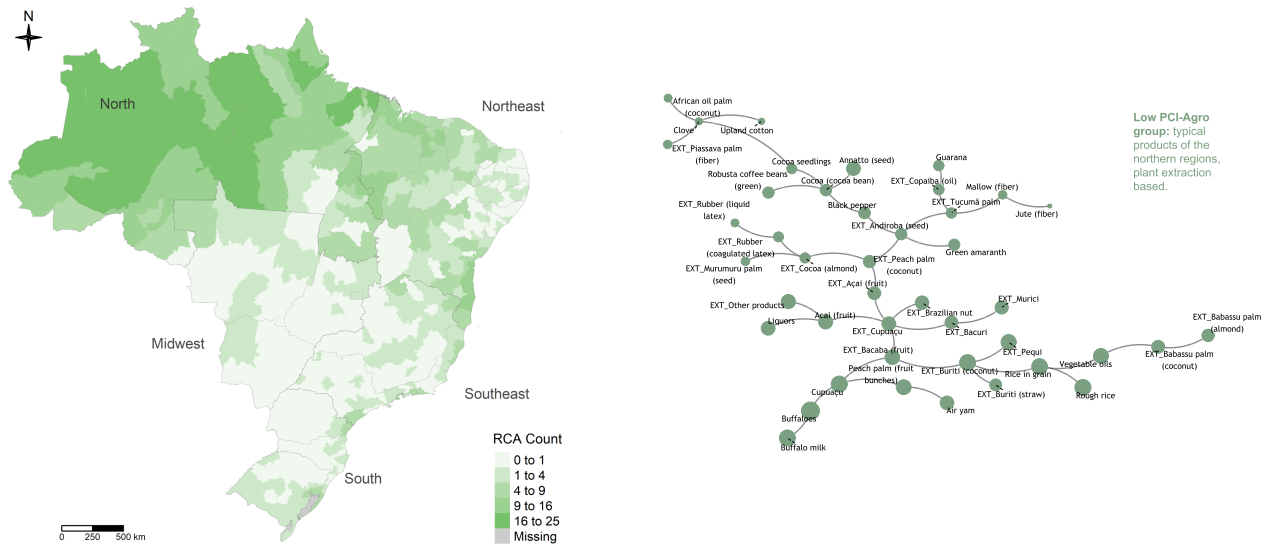 N
North
Northeast
Midwest
Southeast
South
RCA Count
0 to 1
1 to 4
4 to 9
9 to 16
16 to 25
Missing
0 250 500 km
African oil palm
(coconut)
Clove
Upland cotton
EXT_Piassava palm
(fiber)
Cocoa seedlings
Annatto (seed)
Robusta coffee beans
(green)
Cocoa (cocoa bean)
Guarana
EXT_Copaiba (oil)
Mallow (fiber)
EXT_Tucumã palm
Jute (fiber)
Black pepper
EXT_Rubber (liquid
latex)
EXT_Andiroba (seed)
Green amaranth
EXT_Rubber
(coagulated latex)
EXT_Murumuru palm
(seed)
EXT_Cocoa (almond)
EXT_Peach palm
(coconut)
EXT_Açai (fruit)
EXT_Other products
Liquors
Acai (fruit)
EXT_Cupuaçu
EXT_Brazilian nut
EXT_Bacuri
EXT_Murici
EXT_Bacaba (fruit)
EXT_Pequi
EXT_Babassu palm
(almond)
EXT_Babassu palm
(coconut)
Vegetable oils
Peach palm (fruit
bunches)
EXT_Buriti (coconut)
Rice in grain
EXT_Buriti (straw)
Rough rice
Cupuaçu
Air yam
Buffaloes
Buffalo milk
Low PCI-Agro
group: typical
products of the
northern regions,
plant extraction
based.